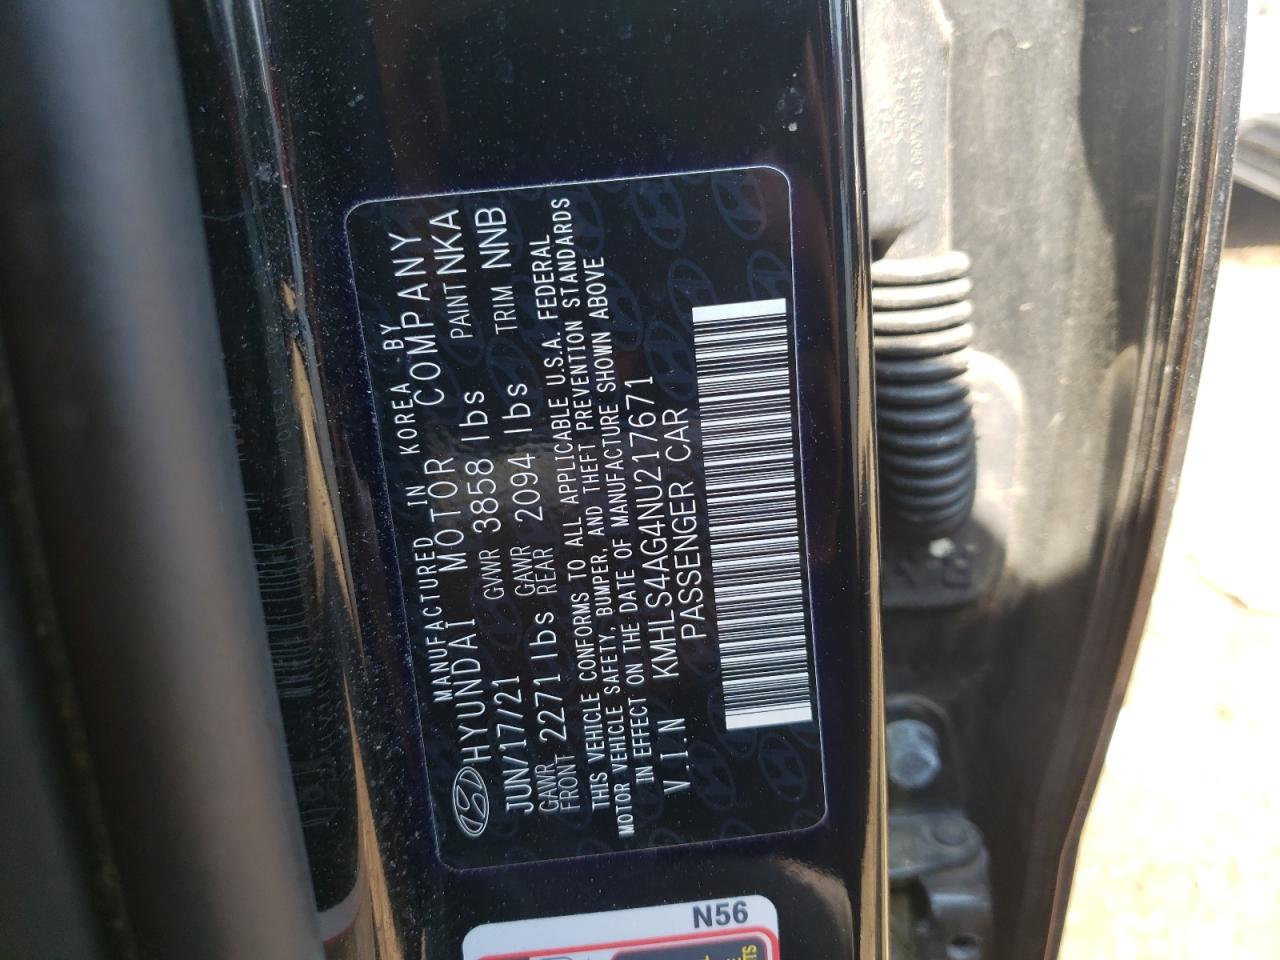 MANUFACTURED IN KOREA BY
HYUNDAI MOTOR COMPANY
JUN/17/21 GVWR 3858 lbs PAINT NKA
GAWR FRONT 2271 lbs GAWR REAR 2094 lbs TRIM NNB
THIS VEHICLE CONFORMS TO ALL APPLICABLE U.S.A. FEDERAL
MOTOR VEHICLE SAFETY, BUMPER, AND THEFT PREVENTION STANDARDS
IN EFFECT ON THE DATE OF MANUFACTURE SHOWN ABOVE
V.I.N KMHLS4AG4NU217671
PASSENGER CAR
N56